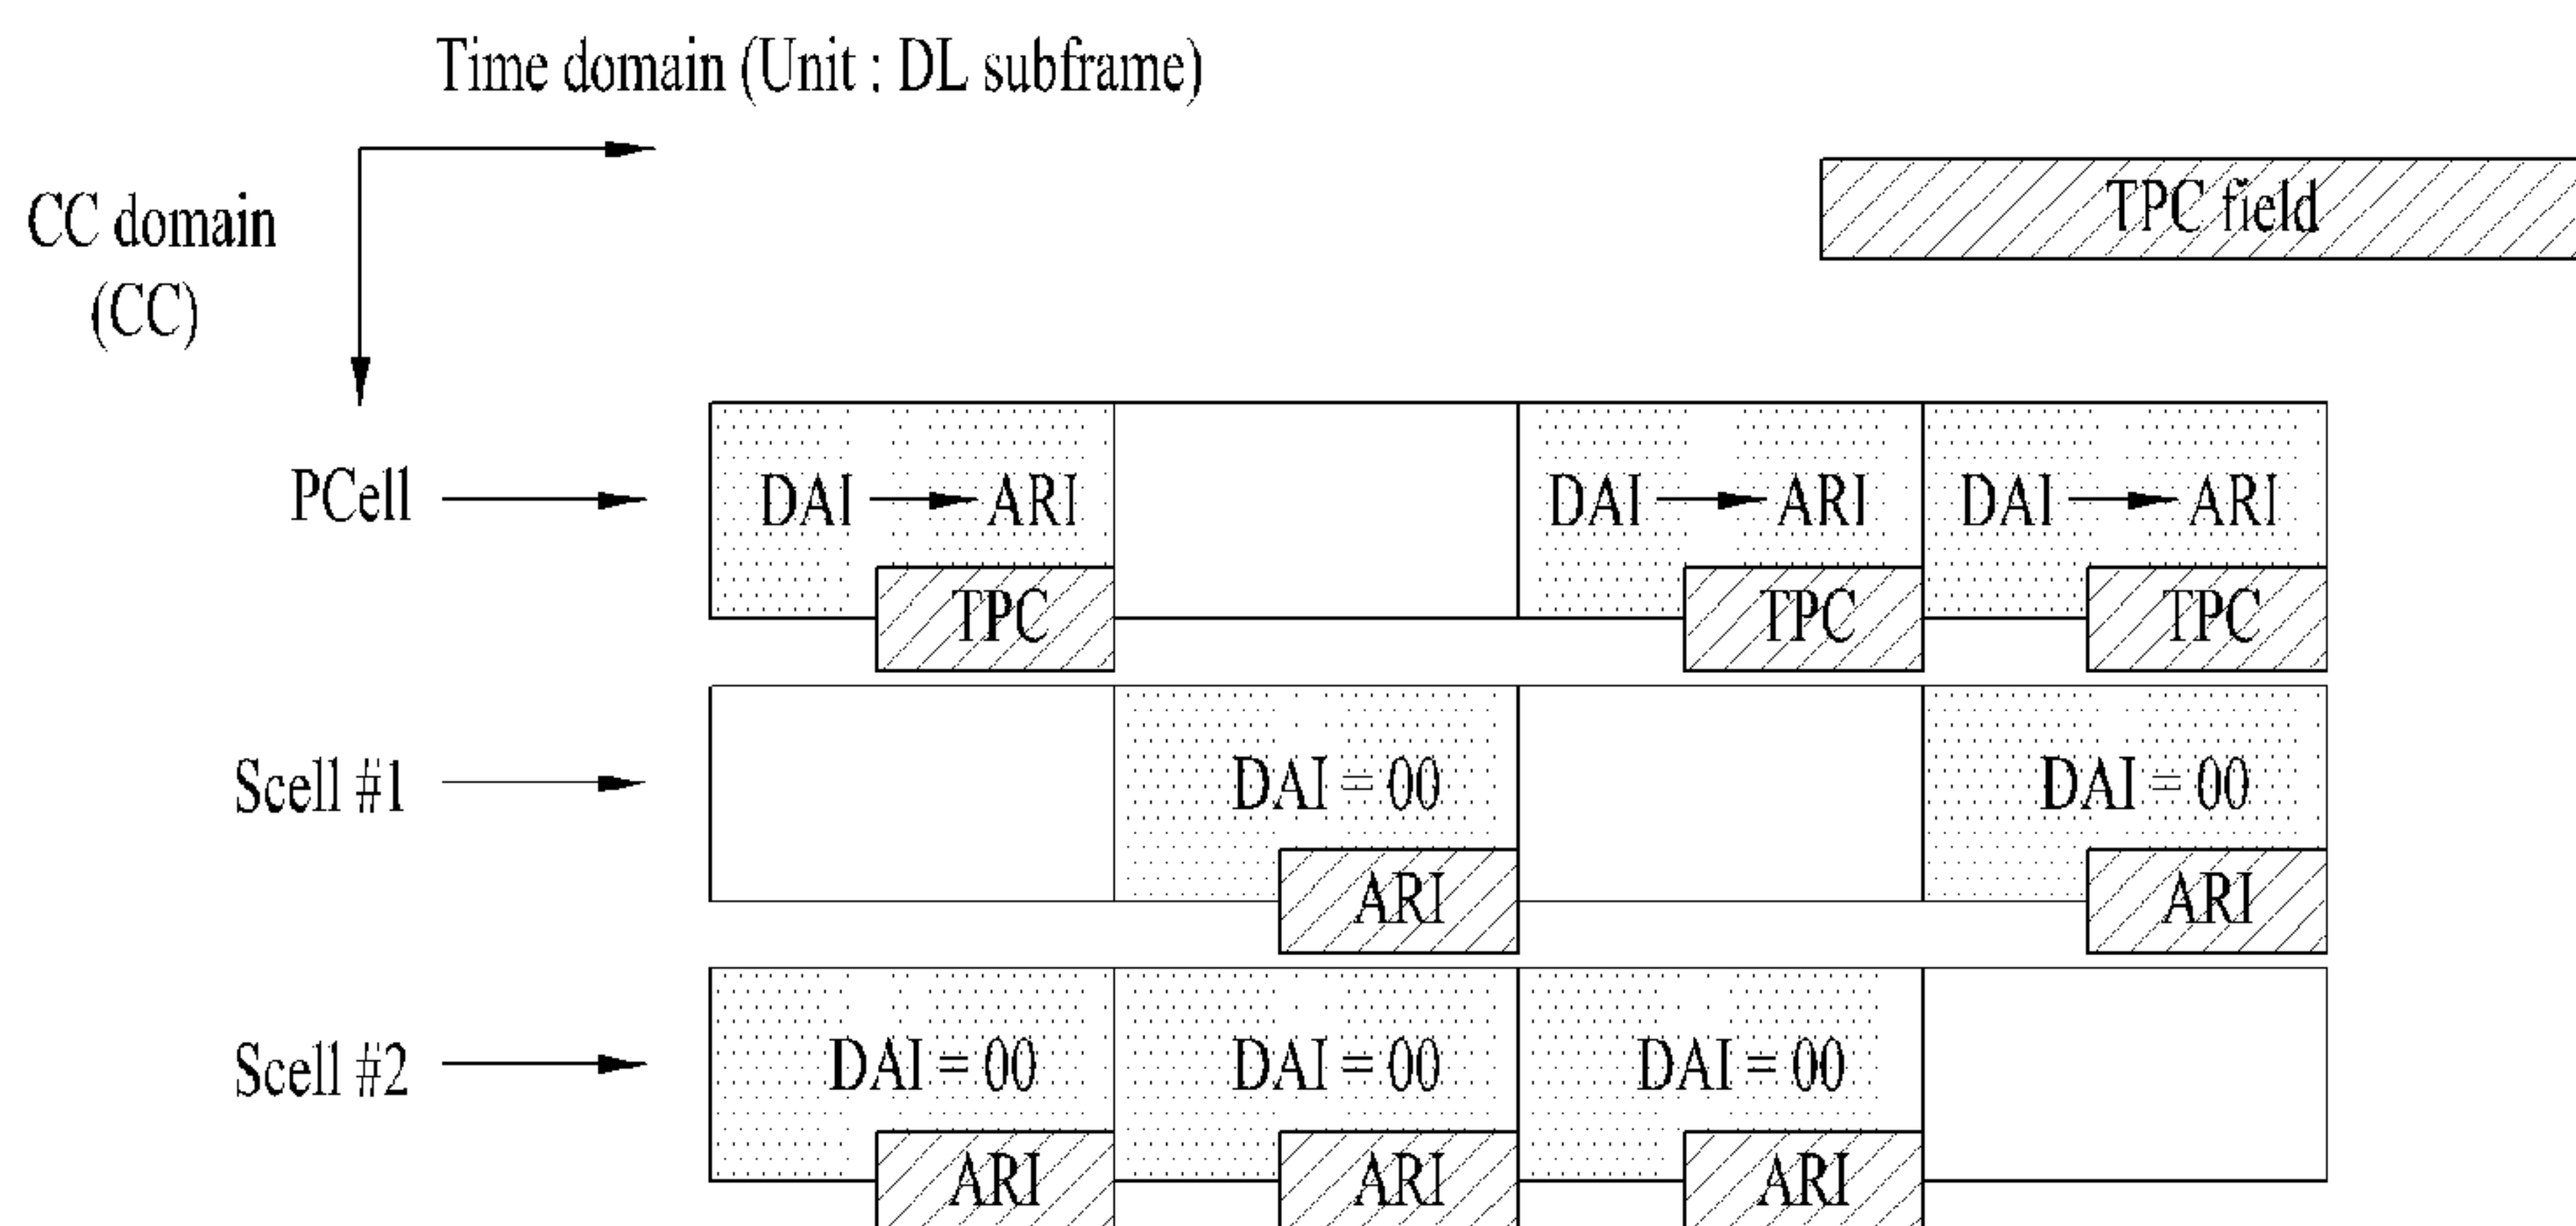 Time domain (Unit : DL subframe)
TPC field
CC domain
(CC)
PCell
DAI ARI DAI ARI DAI ARI
TPC TPC TPC
Scell #1
DAI = 00 DAI = 00
ARI ARI
Scell #2
DAI = 00 DAI = 00 DAI = 00
ARI ARI ARI